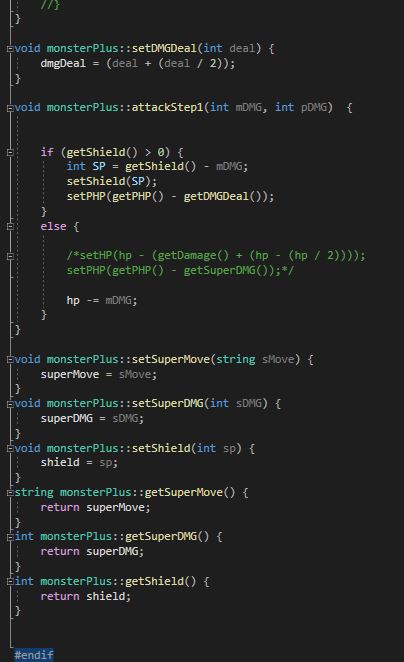 //}
}
void monsterPlus::setDMGDeal(int deal) {
dmgDeal = (deal + (deal / 2));
}
void monsterPlus::attackStep1(int mDMG, int pDMG)  {
if (getShield() > 0) {
int SP = getShield() - mDMG;
setShield(SP);
setPHP(getPHP() - getDMGDeal());
}
else {
/*setHP(hp - (getDamage() + (hp - (hp / 2))));
setPHP(getPHP() - getSuperDMG());*/
hp -= mDMG;
}
}
void monsterPlus::setSuperMove(string sMove) {
superMove = sMove;
}
void monsterPlus::setSuperDMG(int sDMG) {
superDMG = sDMG;
}
void monsterPlus::setShield(int sp) {
shield = sp;
}
string monsterPlus::getSuperMove() {
return superMove;
}
int monsterPlus::getSuperDMG() {
return superDMG;
}
int monsterPlus::getShield() {
return shield;
}
#endif